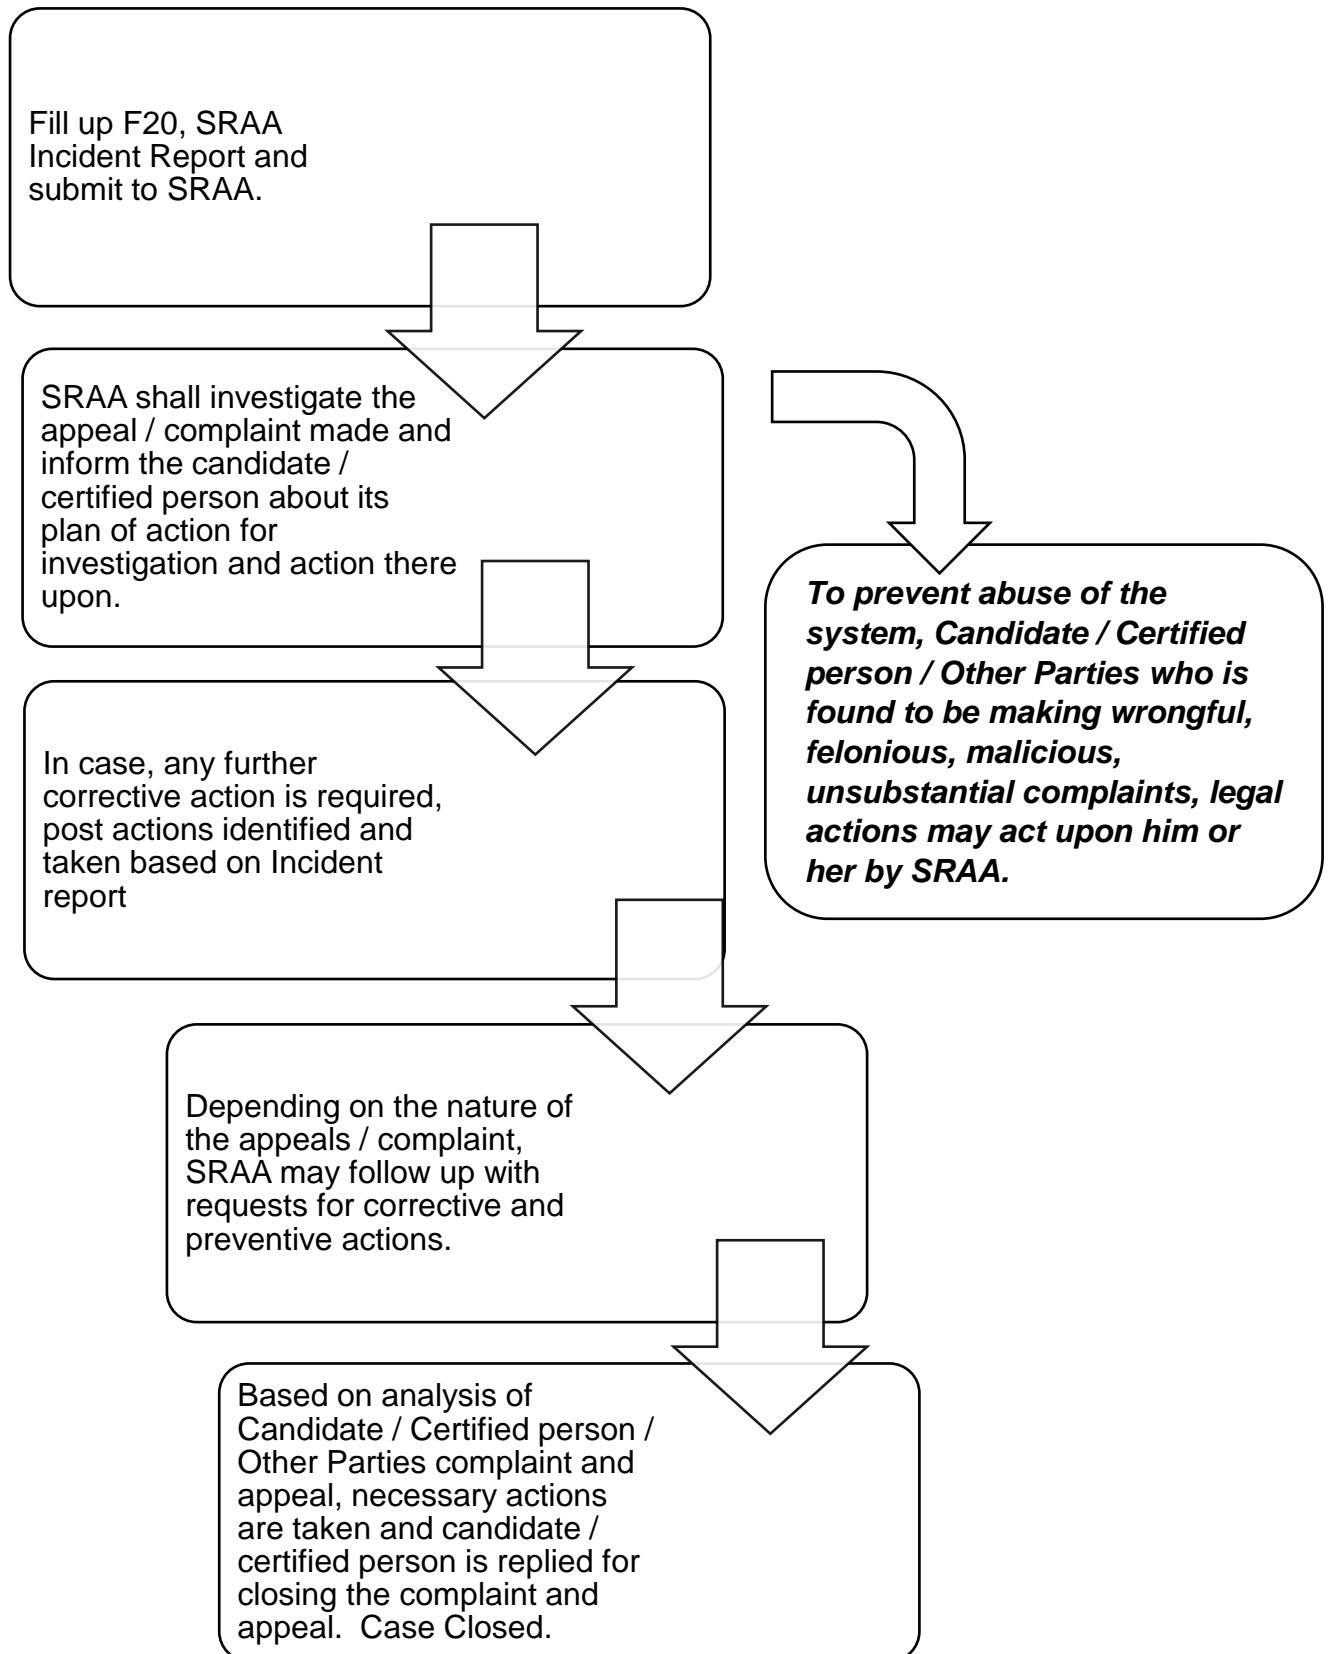 Fill up F20, SRAA
Incident Report and
submit to SRAA.
SRAA shall investigate the
appeal / complaint made and
inform the candidate /
certified person about its
plan of action for
investigation and action there
upon.
To prevent abuse of the
system, Candidate / Certified
person / Other Parties who is
found to be making wrongful,
felonious, malicious,
unsubstantial complaints, legal
actions may act upon him or
her by SRAA.
In case, any further
corrective action is required,
post actions identified and
taken based on Incident
report
Depending on the nature of
the appeals / complaint,
SRAA may follow up with
requests for corrective and
preventive actions.
Based on analysis of
Candidate / Certified person /
Other Parties complaint and
appeal, necessary actions
are taken and candidate /
certified person is replied for
closing the complaint and
appeal.  Case Closed.